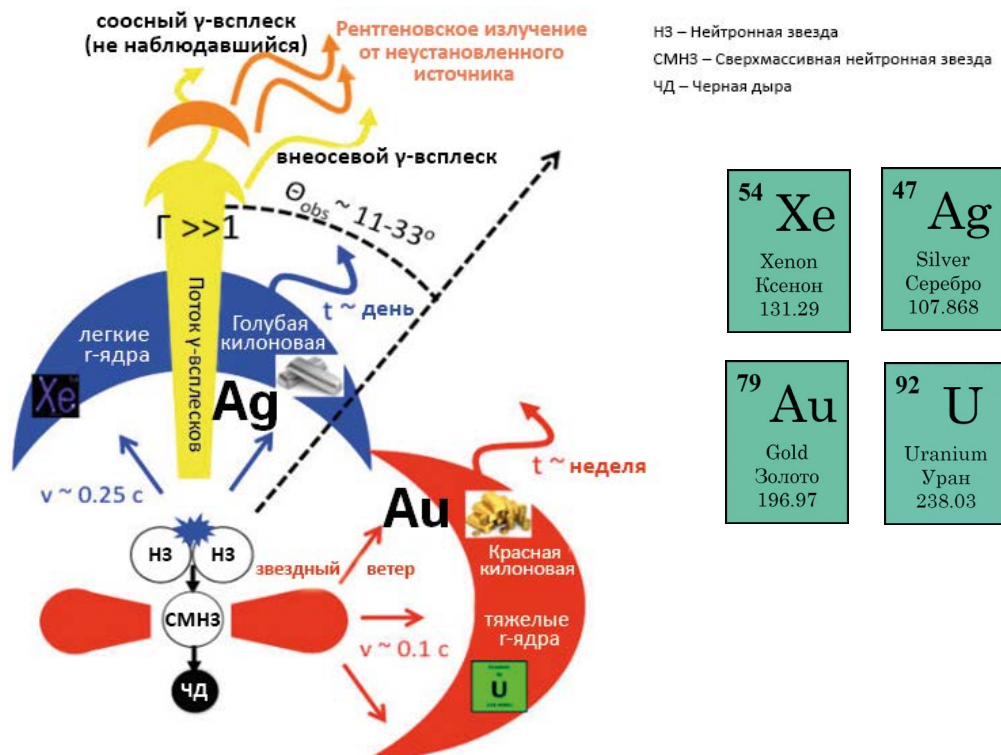 соосный γ-всплеск
(не наблюдавшийся)
Рентгеновское излучение
от неустановленного
источника
внеосевой γ-всплеск
Θobs ~ 11-33°
Γ >>1
Поток γ-всплесков
легкие
r-ядра
Голубая
килоновая
t ~ день
Xe
Ag
v ~ 0.25 c
НЗ
НЗ
СМНЗ
ЧД
звездный ветер
v ~ 0.1 c
Au
t ~ неделя
Красная
килоновая
тяжелые
r-ядра
U
НЗ – Нейтронная звезда
СМНЗ – Сверхмассивная нейтронная звезда
ЧД – Черная дыра
54 Xe
Xenon
Ксенон
131.29
47 Ag
Silver
Серебро
107.868
79 Au
Gold
Золото
196.97
92 U
Uranium
Уран
238.03